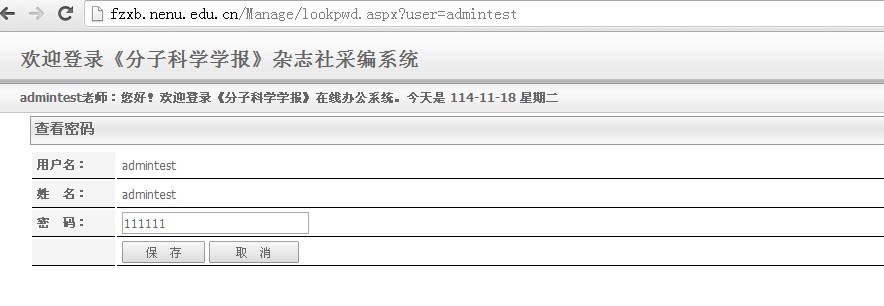 fzxb.nenu.edu.cn/Manage/lookpwd.aspx?user=admintest
欢迎登录《分子科学学报》杂志社采编系统
admintest老师：您好！欢迎登录《分子科学学报》在线办公系统。今天是 114-11-18 星期二
查看密码
用户名： admintest
姓 名： admintest
密 码： 111111
保 存 取 消